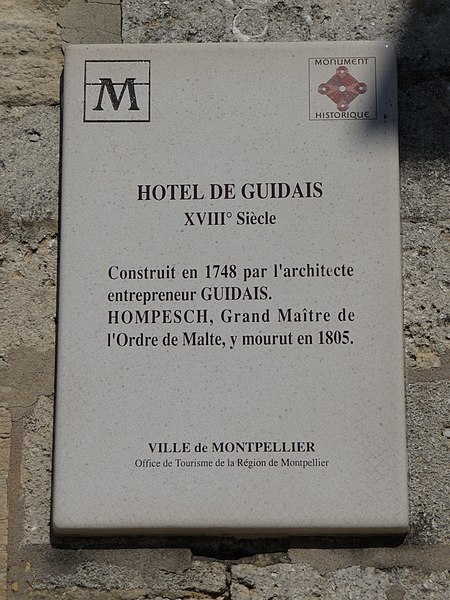 M
MONUMENT
HISTORIQUE
HOTEL DE GUIDAIS
XVIII° Siècle
Construit en 1748 par l'architecte
entrepreneur GUIDAIS.
HOMPESCH, Grand Maître de
l'Ordre de Malte, y mourut en 1805.
VILLE de MONTPELLIER
Office de Tourisme de la Région de Montpellier